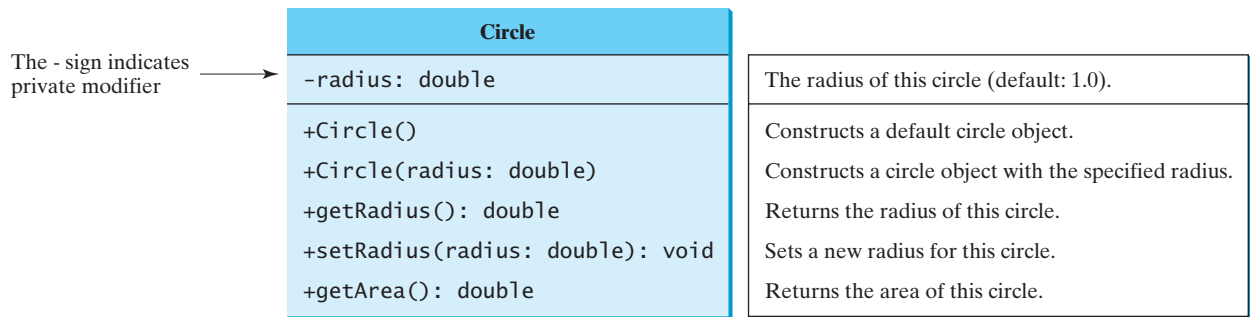 Circle
The - sign indicates
private modifier
-radius: double
The radius of this circle (default: 1.0).
+Circle()
Constructs a default circle object.
+Circle(radius: double)
Constructs a circle object with the specified radius.
+getRadius(): double
Returns the radius of this circle.
+setRadius(radius: double): void
Sets a new radius for this circle.
+getArea(): double
Returns the area of this circle.